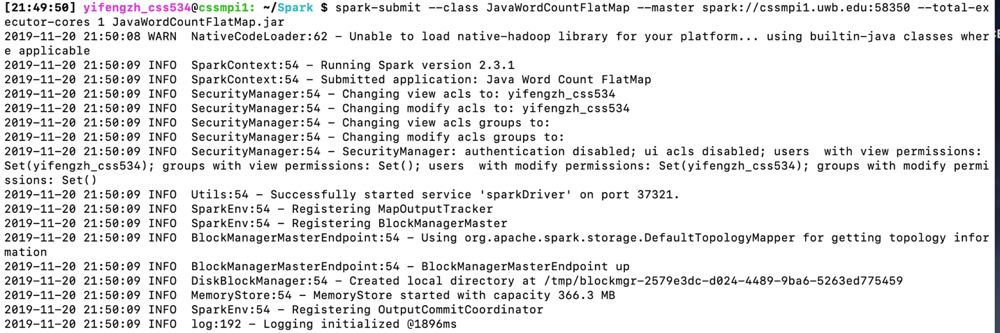 [21:49:50] yifengzh_css534@cssmpi1: ~/Spark $ spark-submit --class JavaWordCountFlatMap --master spark://cssmpi1.uwb.edu:58350 --total-ex
ecutor-cores 1 JavaWordCountFlatMap.jar
2019-11-20 21:50:08 WARN  NativeCodeLoader:62 – Unable to load native-hadoop library for your platform... using builtin-java classes wher
e applicable
2019-11-20 21:50:09 INFO  SparkContext:54 – Running Spark version 2.3.1
2019-11-20 21:50:09 INFO  SparkContext:54 – Submitted application: Java Word Count FlatMap
2019-11-20 21:50:09 INFO  SecurityManager:54 – Changing view acls to: yifengzh_css534
2019-11-20 21:50:09 INFO  SecurityManager:54 – Changing modify acls to: yifengzh_css534
2019-11-20 21:50:09 INFO  SecurityManager:54 – Changing view acls groups to:
2019-11-20 21:50:09 INFO  SecurityManager:54 – Changing modify acls groups to:
2019-11-20 21:50:09 INFO  SecurityManager:54 – SecurityManager: authentication disabled; ui acls disabled; users  with view permissions:
Set(yifengzh_css534); groups with view permissions: Set(); users  with modify permissions: Set(yifengzh_css534); groups with modify permi
ssions: Set()
2019-11-20 21:50:09 INFO  Utils:54 – Successfully started service 'sparkDriver' on port 37321.
2019-11-20 21:50:09 INFO  SparkEnv:54 – Registering MapOutputTracker
2019-11-20 21:50:09 INFO  SparkEnv:54 – Registering BlockManagerMaster
2019-11-20 21:50:09 INFO  BlockManagerMasterEndpoint:54 – Using org.apache.spark.storage.DefaultTopologyMapper for getting topology infor
mation
2019-11-20 21:50:09 INFO  BlockManagerMasterEndpoint:54 – BlockManagerMasterEndpoint up
2019-11-20 21:50:09 INFO  DiskBlockManager:54 – Created local directory at /tmp/blockmgr-2579e3dc-d024-4489-9ba6-5263ed775459
2019-11-20 21:50:09 INFO  MemoryStore:54 – MemoryStore started with capacity 366.3 MB
2019-11-20 21:50:09 INFO  SparkEnv:54 – Registering OutputCommitCoordinator
2019-11-20 21:50:09 INFO  log:192 – Logging initialized @1896ms